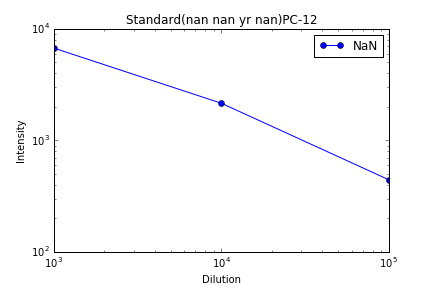 Standard(nan nan yr nan)PC-12
NaN
10^4
10^3
10^2
Intensity
10^3
10^4
10^5
Dilution